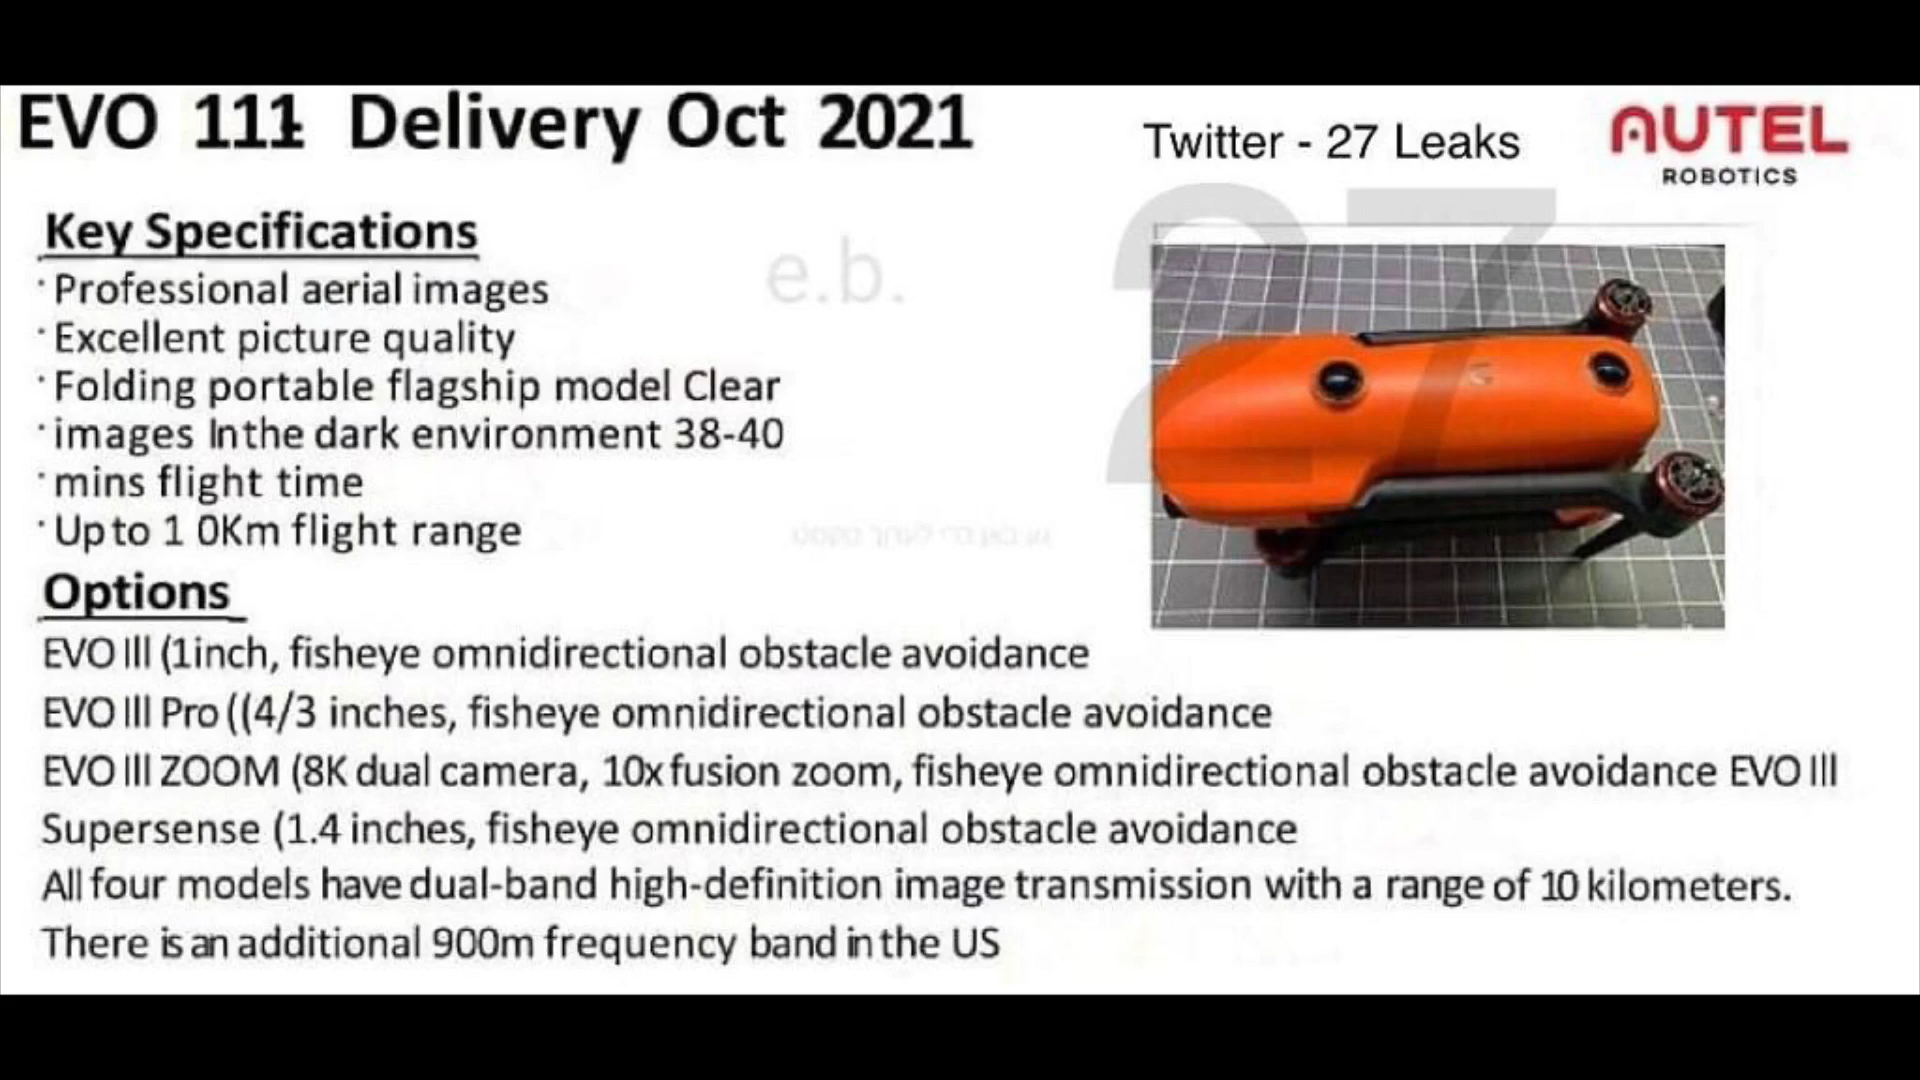 EVO 111 Delivery Oct 2021
Twitter - 27 Leaks
AUTEL
ROBOTICS
27
Key Specifications
e.b.
· Professional aerial images
· Excellent picture quality
· Folding portable flagship model Clear
· images Inthe dark environment 38-40
· mins flight time
· Upto 1 0Km flight range
Options
EVO Ill (1inch, fisheye omnidirectional obstacle avoidance
EVO Ill Pro ((4/3 inches, fisheye omnidirectional obstacle avoidance
EVO Ill ZOOM (8K dual camera, 10x fusion zoom, fisheye omnidirectional obstacle avoidance EVO Ill
Supersense (1.4 inches, fisheye omnidirectional obstacle avoidance
All four models have dual-band high-definition image transmission with a range of 10 kilometers.
There is an additional 900m frequency band in the US